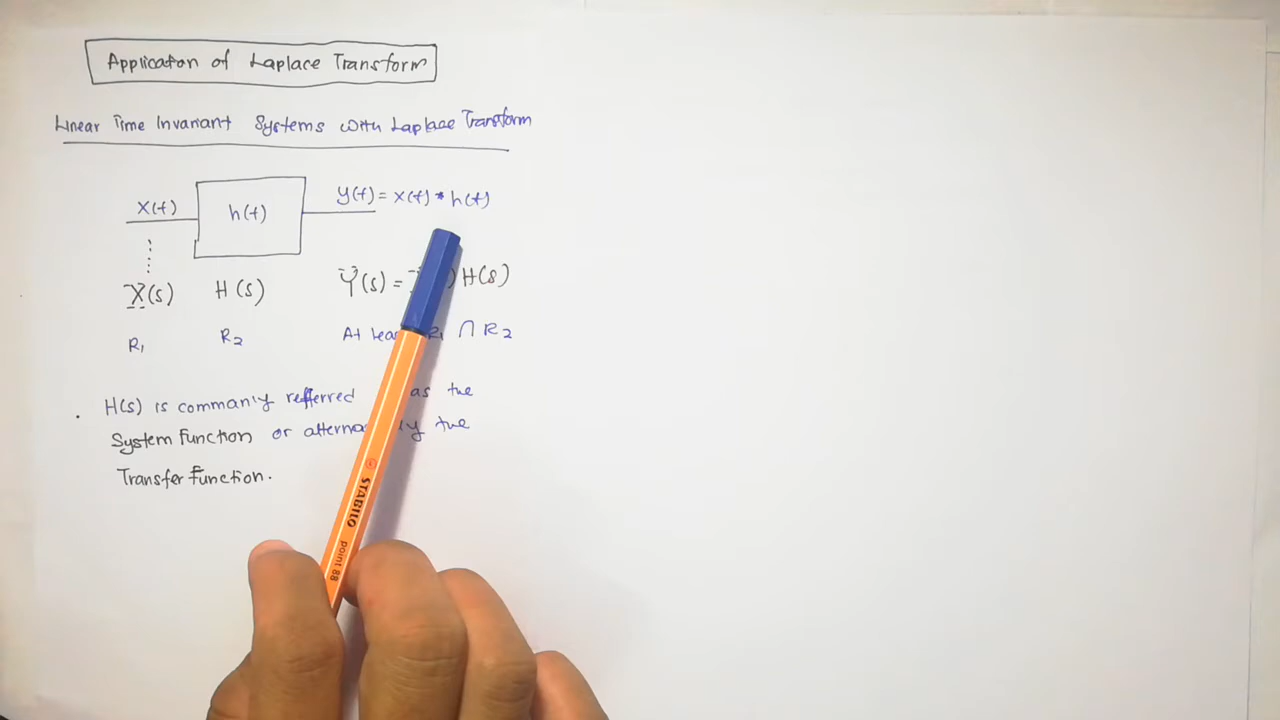 Application of Laplace Transform
Linear Time Invariant Systems with Laplace Transform
x(t) h(t) y(t) = x(t) * h(t)
X(s) H(s) Y(s) = ) H(s)
R1 R2 At R1 ∩ R2
. H(s) is commanly refferred as the
System Function or the
Transfer Function.
STABILO point 88